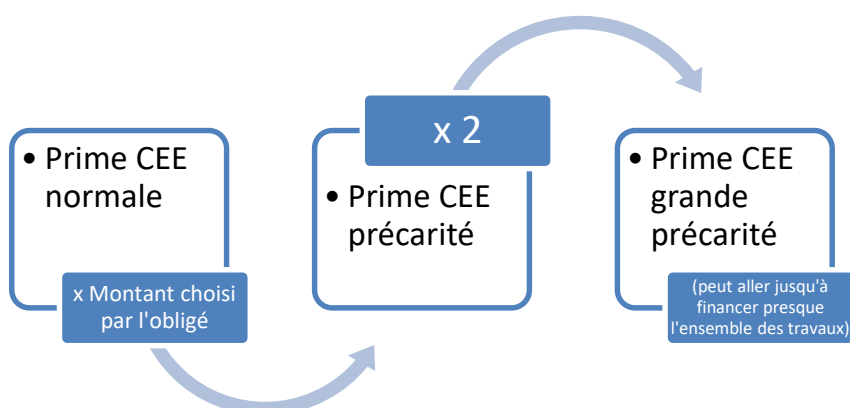 • Prime CEE
normale
x Montant choisi
par l'obligé
x 2
• Prime CEE
précarité
• Prime CEE
grande
précarité
(peut aller jusqu'à
financer presque
l'ensemble des travaux)